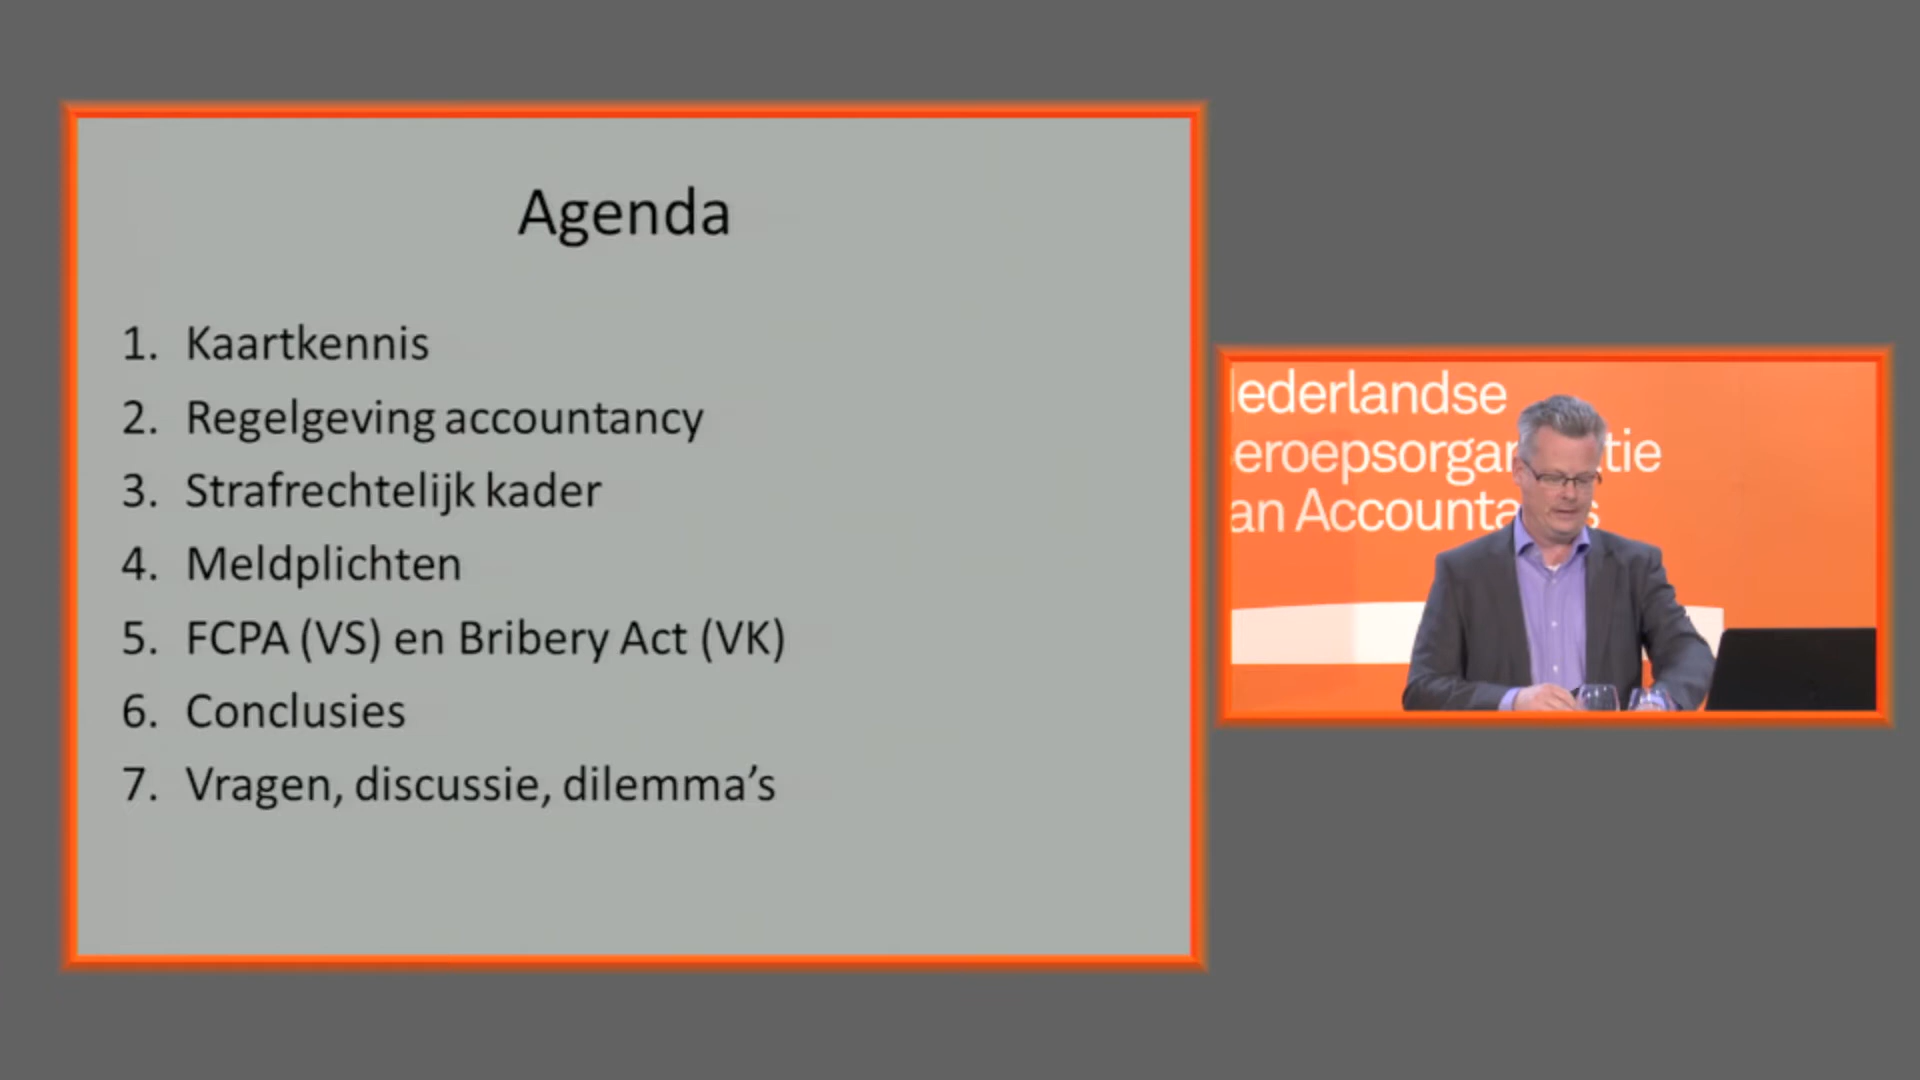 Agenda
1. Kaartkennis
2. Regelgeving accountancy
3. Strafrechtelijk kader
4. Meldplichten
5. FCPA (VS) en Bribery Act (VK)
6. Conclusies
7. Vragen, discussie, dilemma's
ederlandse
eroepsorga tie
an Accounta s